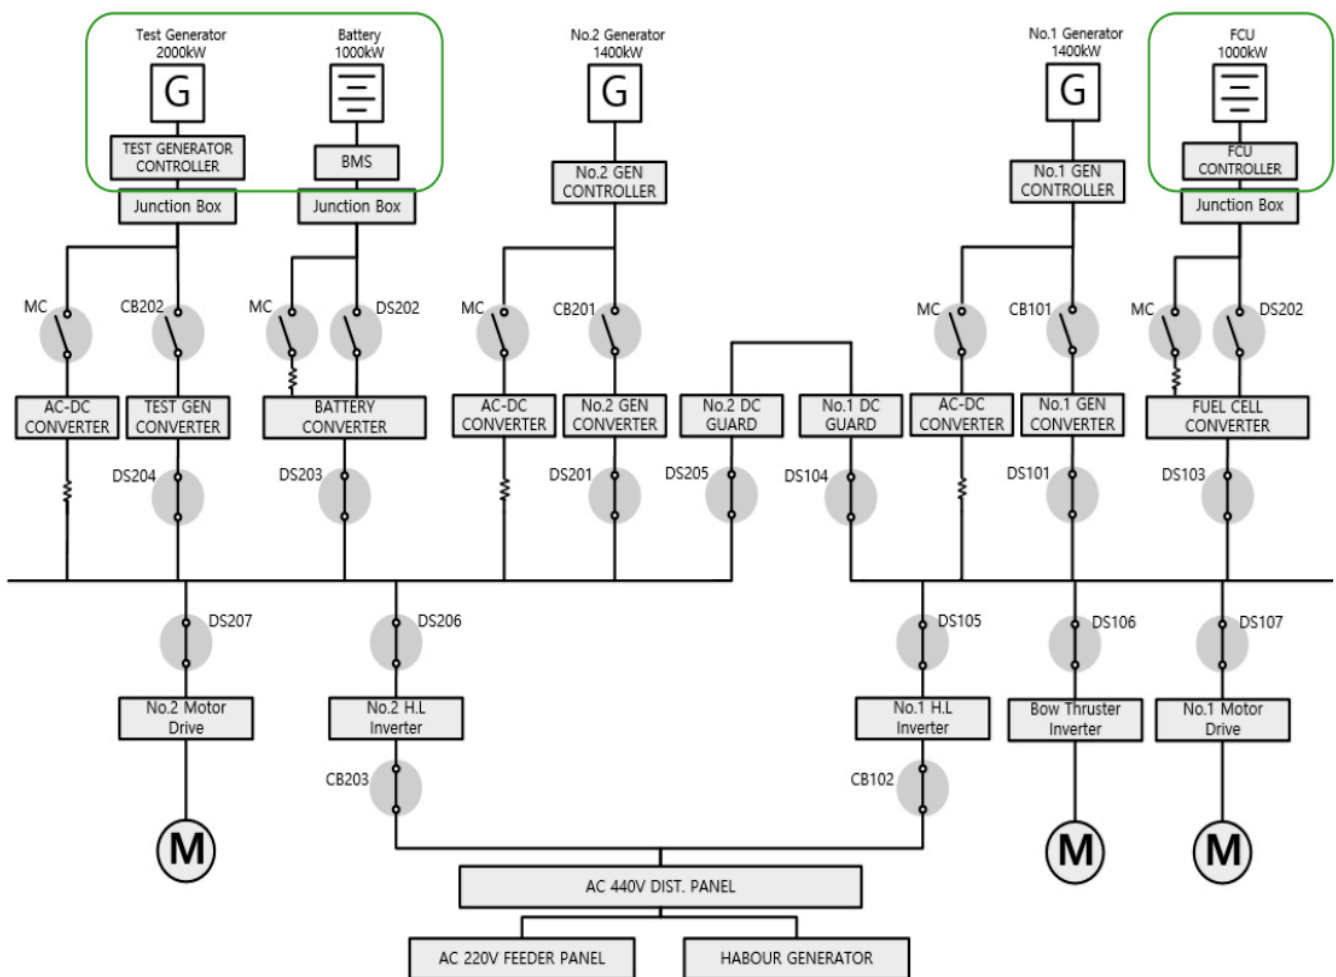 Test Generator
2000kW
Battery
1000kW
No.2 Generator
1400kW
No.1 Generator
1400kW
FCU
1000kW
G
G
G
TEST GENERATOR
CONTROLLER
BMS
No.2 GEN
CONTROLLER
No.1 GEN
CONTROLLER
FCU
CONTROLLER
Junction Box
Junction Box
Junction Box
MC
CB202
MC
DS202
MC
CB201
MC
CB101
MC
DS202
AC-DC
CONVERTER
TEST GEN
CONVERTER
BATTERY
CONVERTER
AC-DC
CONVERTER
No.2 GEN
CONVERTER
No.2 DC
GUARD
No.1 DC
GUARD
AC-DC
CONVERTER
No.1 GEN
CONVERTER
FUEL CELL
CONVERTER
DS204
DS203
DS201
DS205
DS104
DS101
DS103
DS207
DS206
DS105
DS106
DS107
No.2 Motor
Drive
No.2 H.L
Inverter
No.1 H.L
Inverter
Bow Thruster
Inverter
No.1 Motor
Drive
CB203
CB102
M
M
M
AC 440V DIST. PANEL
AC 220V FEEDER PANEL
HABOUR GENERATOR